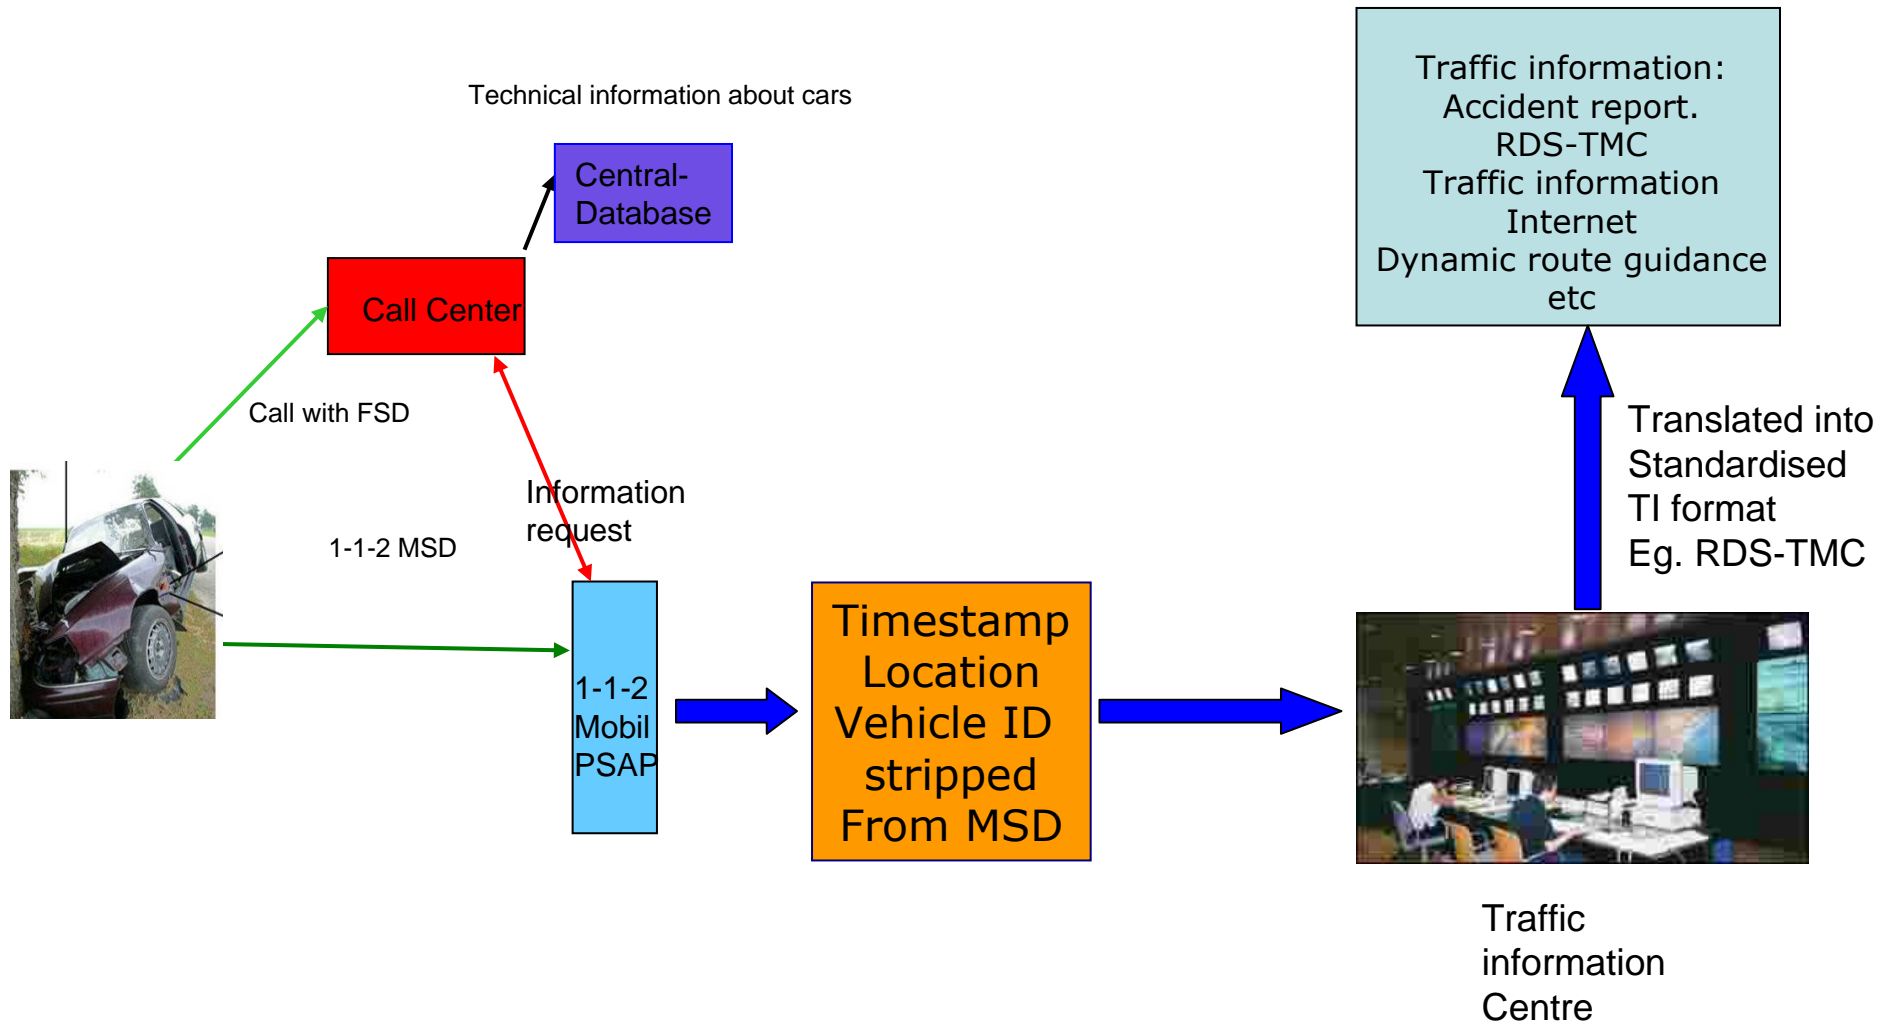 Technical information about cars
Central-
Database
Call Center
Call with FSD
Information
request
1-1-2 MSD
1-1-2
Mobil
PSAP
Timestamp
Location
Vehicle ID
stripped
From MSD
Traffic information:
Accident report.
RDS-TMC
Traffic information
Internet
Dynamic route guidance
etc
Translated into
Standardised
TI format
Eg. RDS-TMC
Traffic
information
Centre